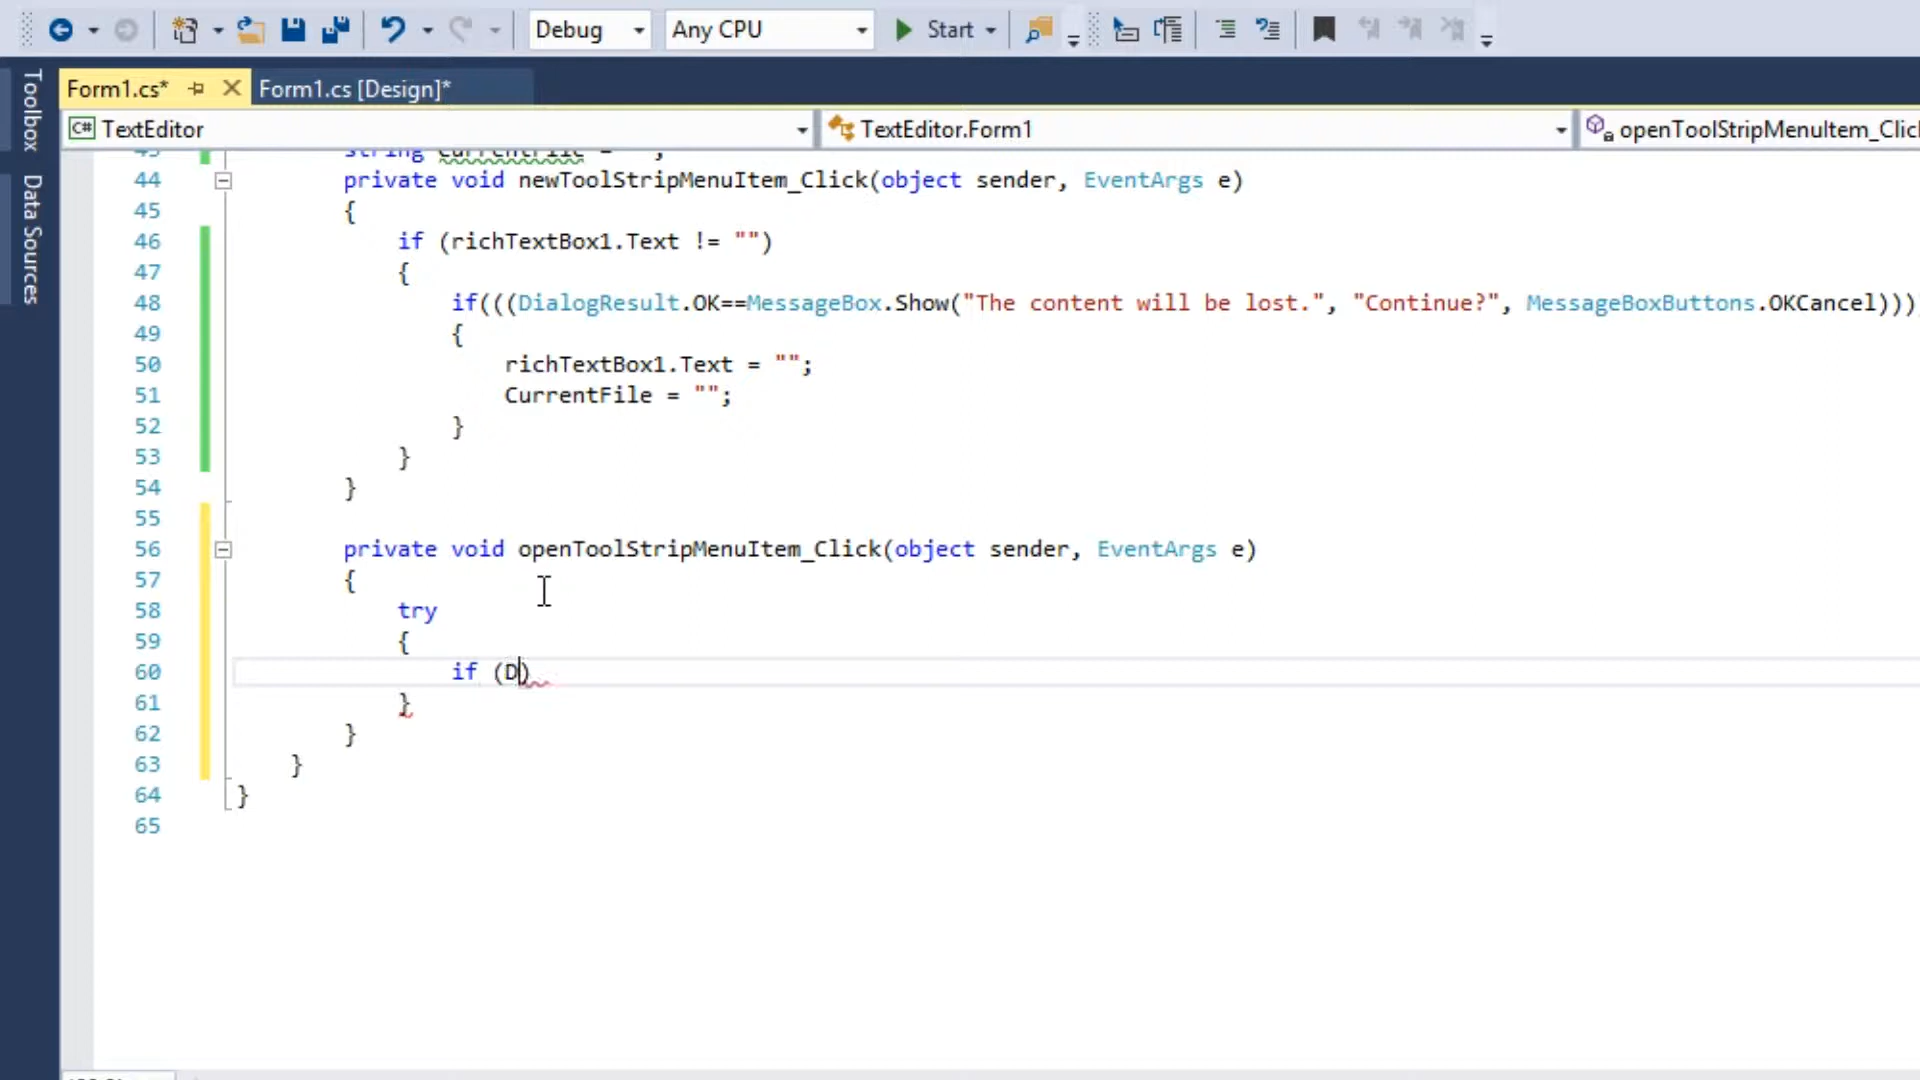 Debug Any CPU Start
Form1.cs* Form1.cs [Design]*
Toolbox
Data Sources
C# TextEditor TextEditor.Form1 openToolStripMenuItem_Clic
43 string CurrentFile = "";
44 private void newToolStripMenuItem_Click(object sender, EventArgs e)
45 {
46 if (richTextBox1.Text != "")
47 {
48 if(((DialogResult.OK==MessageBox.Show("The content will be lost.", "Continue?", MessageBoxButtons.OKCancel)))
49 {
50 richTextBox1.Text = "";
51 CurrentFile = "";
52 }
53 }
54 }
55
56 private void openToolStripMenuItem_Click(object sender, EventArgs e)
57 {
58 try
59 {
60 if (D)
61 }
62 }
63 }
64 }
65